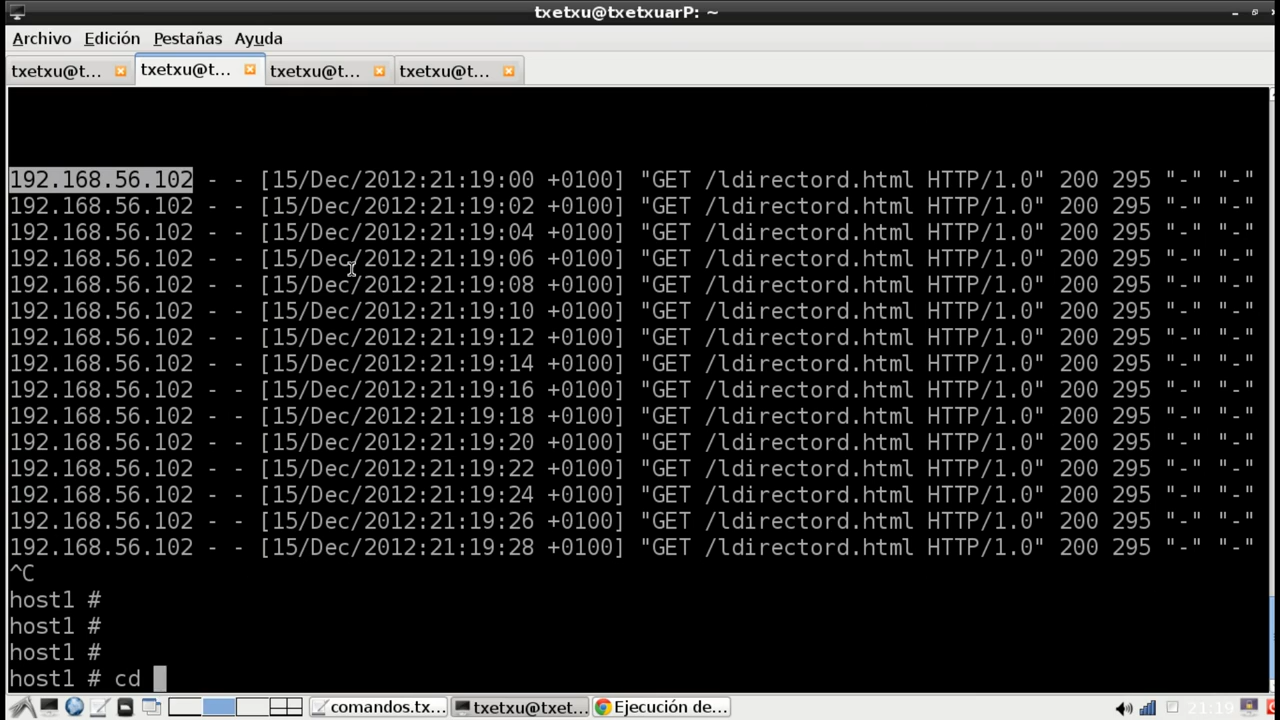 txetxu@txetxuarP: ~
Archivo Edición Pestañas Ayuda
txetxu@t... txetxu@t... txetxu@t... txetxu@t...
192.168.56.102 - - [15/Dec/2012:21:19:00 +0100] "GET /ldirectord.html HTTP/1.0" 200 295 "-" "-"
192.168.56.102 - - [15/Dec/2012:21:19:02 +0100] "GET /ldirectord.html HTTP/1.0" 200 295 "-" "-"
192.168.56.102 - - [15/Dec/2012:21:19:04 +0100] "GET /ldirectord.html HTTP/1.0" 200 295 "-" "-"
192.168.56.102 - - [15/Dec/2012:21:19:06 +0100] "GET /ldirectord.html HTTP/1.0" 200 295 "-" "-"
192.168.56.102 - - [15/Dec/2012:21:19:08 +0100] "GET /ldirectord.html HTTP/1.0" 200 295 "-" "-"
192.168.56.102 - - [15/Dec/2012:21:19:10 +0100] "GET /ldirectord.html HTTP/1.0" 200 295 "-" "-"
192.168.56.102 - - [15/Dec/2012:21:19:12 +0100] "GET /ldirectord.html HTTP/1.0" 200 295 "-" "-"
192.168.56.102 - - [15/Dec/2012:21:19:14 +0100] "GET /ldirectord.html HTTP/1.0" 200 295 "-" "-"
192.168.56.102 - - [15/Dec/2012:21:19:16 +0100] "GET /ldirectord.html HTTP/1.0" 200 295 "-" "-"
192.168.56.102 - - [15/Dec/2012:21:19:18 +0100] "GET /ldirectord.html HTTP/1.0" 200 295 "-" "-"
192.168.56.102 - - [15/Dec/2012:21:19:20 +0100] "GET /ldirectord.html HTTP/1.0" 200 295 "-" "-"
192.168.56.102 - - [15/Dec/2012:21:19:22 +0100] "GET /ldirectord.html HTTP/1.0" 200 295 "-" "-"
192.168.56.102 - - [15/Dec/2012:21:19:24 +0100] "GET /ldirectord.html HTTP/1.0" 200 295 "-" "-"
192.168.56.102 - - [15/Dec/2012:21:19:26 +0100] "GET /ldirectord.html HTTP/1.0" 200 295 "-" "-"
192.168.56.102 - - [15/Dec/2012:21:19:28 +0100] "GET /ldirectord.html HTTP/1.0" 200 295 "-" "-"
^C
host1 #
host1 #
host1 #
host1 # cd
comandos.tx... txetxu@txet... Ejecución de... 21:19